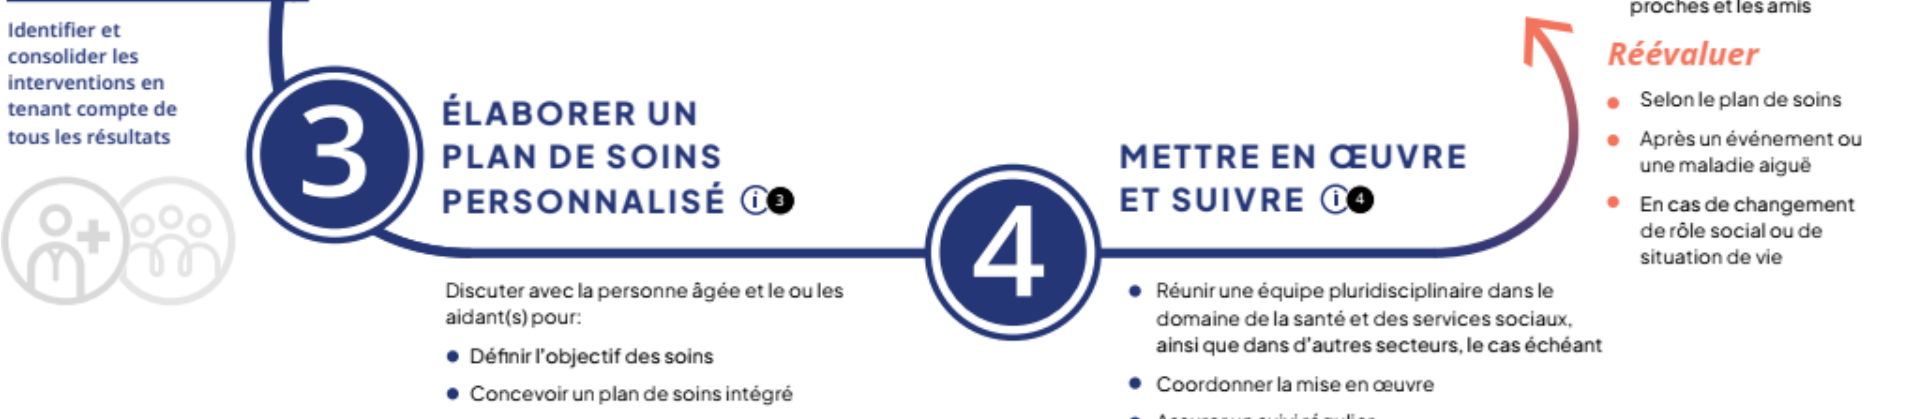 Identifier et
consolider les
interventions en
tenant compte de
tous les résultats
3
ÉLABORER UN
PLAN DE SOINS
PERSONNALISÉ i 3
Discuter avec la personne âgée et le ou les
aidant(s) pour:
Définir l'objectif des soins
Concevoir un plan de soins intégré
4
METTRE EN ŒUVRE
ET SUIVRE i 4
Réunir une équipe pluridisciplinaire dans le
domaine de la santé et des services sociaux,
ainsi que dans d'autres secteurs, le cas échéant
Coordonner la mise en œuvre
proches et les amis
Réévaluer
Selon le plan de soins
Après un événement ou
une maladie aiguë
En cas de changement
de rôle social ou de
situation de vie